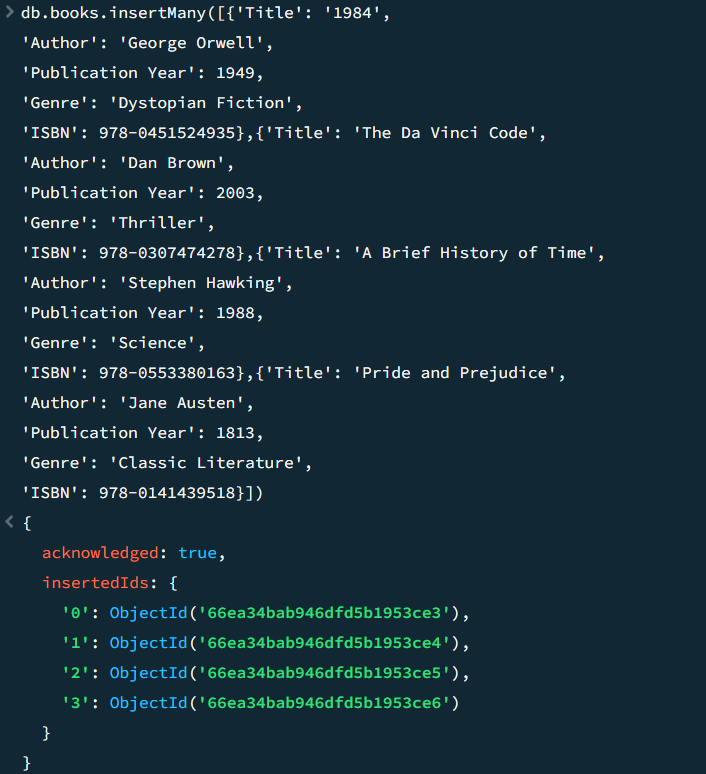 > db.books.insertMany([{'Title': '1984',
'Author': 'George Orwell',
'Publication Year': 1949,
'Genre': 'Dystopian Fiction',
'ISBN': 978-0451524935},{'Title': 'The Da Vinci Code',
'Author': 'Dan Brown',
'Publication Year': 2003,
'Genre': 'Thriller',
'ISBN': 978-0307474278},{'Title': 'A Brief History of Time',
'Author': 'Stephen Hawking',
'Publication Year': 1988,
'Genre': 'Science',
'ISBN': 978-0553380163},{'Title': 'Pride and Prejudice',
'Author': 'Jane Austen',
'Publication Year': 1813,
'Genre': 'Classic Literature',
'ISBN': 978-0141439518}])
< {
acknowledged: true,
insertedIds: {
'0': ObjectId('66ea34bab946dfd5b1953ce3'),
'1': ObjectId('66ea34bab946dfd5b1953ce4'),
'2': ObjectId('66ea34bab946dfd5b1953ce5'),
'3': ObjectId('66ea34bab946dfd5b1953ce6')
}
}